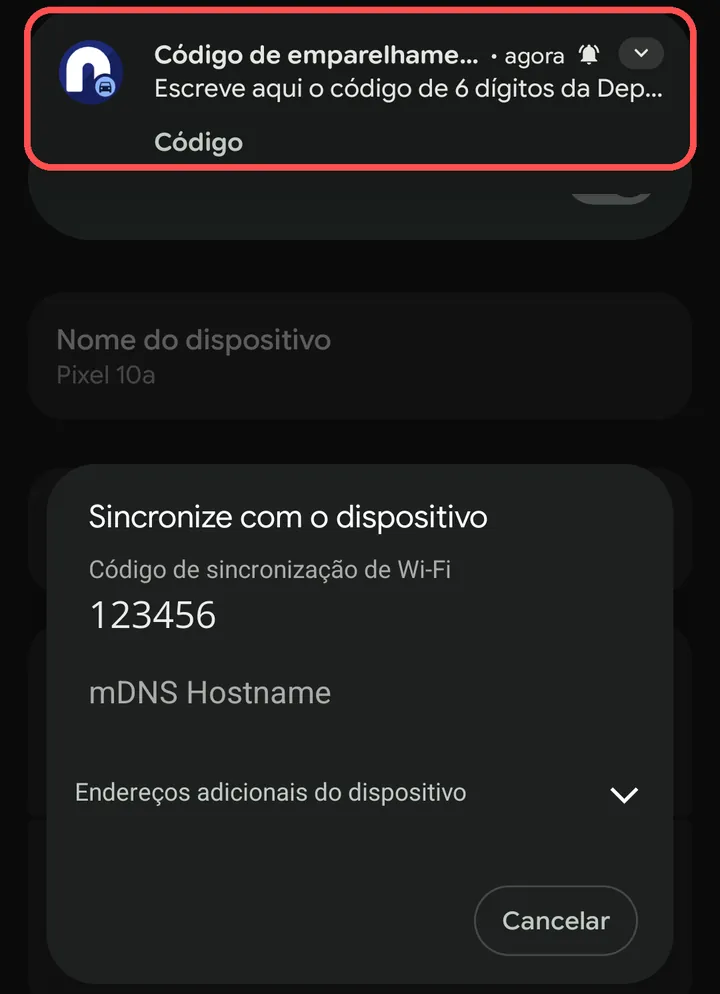 Código de emparelhame... • agora
Escreve aqui o código de 6 dígitos da Dep...
Código
Nome do dispositivo
Pixel 10a
Sincronize com o dispositivo
Código de sincronização de Wi-Fi
123456
mDNS Hostname
Endereços adicionais do dispositivo
Cancelar